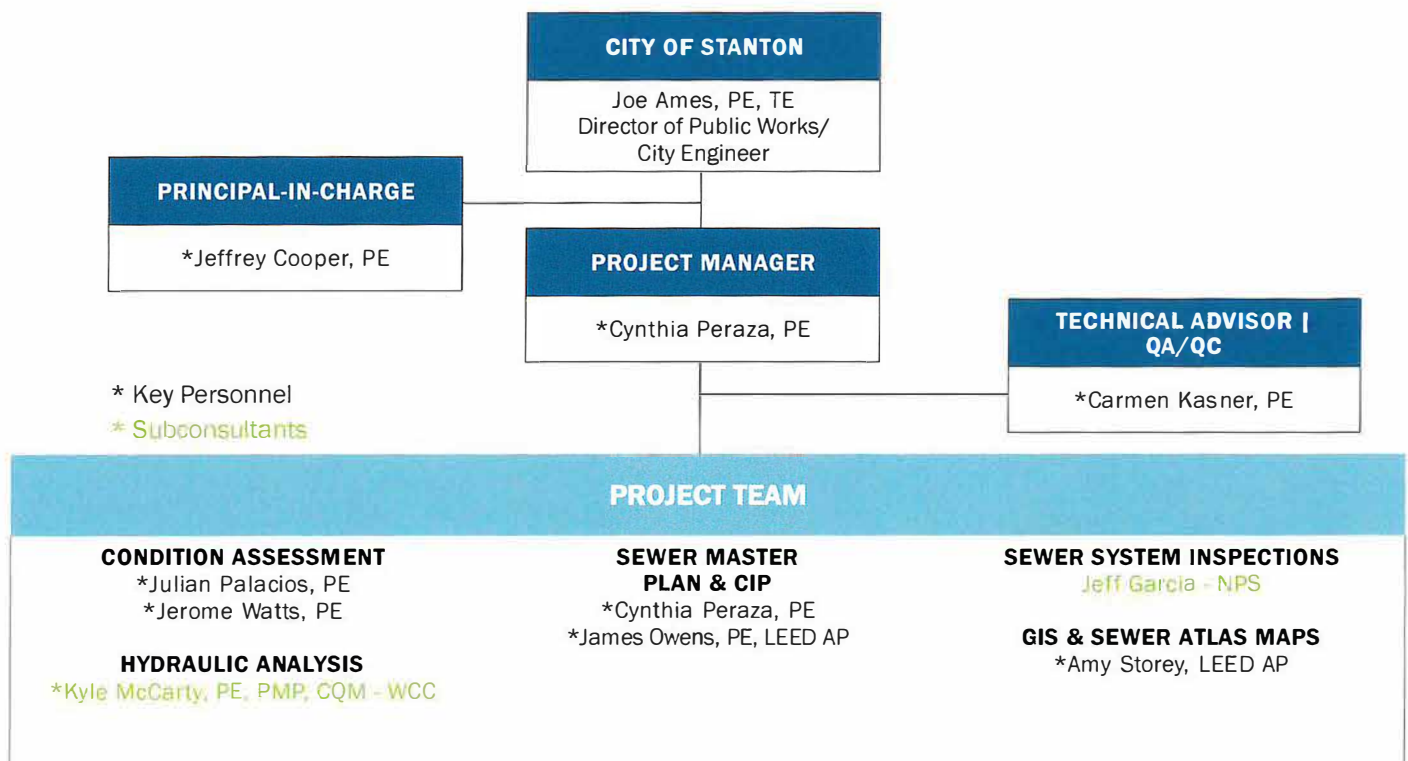 CITY OF STANTON
Joe Ames, PE, TE
Director of Public Works/
City Engineer
PRINCIPAL-IN-CHARGE
*Jeffrey Cooper, PE
PROJECT MANAGER
*Cynthia Peraza, PE
TECHNICAL ADVISOR |
QA/QC
*Carmen Kasner, PE
* Key Personnel
* Subconsultants
PROJECT TEAM
CONDITION ASSESSMENT
*Julian Palacios, PE
*Jerome Watts, PE
HYDRAULIC ANALYSIS
*Kyle McCarty, PE, PMP, CQM - WCC
SEWER MASTER
PLAN & CIP
*Cynthia Peraza, PE
*James Owens, PE, LEED AP
SEWER SYSTEM INSPECTIONS
Jeff Garcia - NPS
GIS & SEWER ATLAS MAPS
*Amy Storey, LEED AP